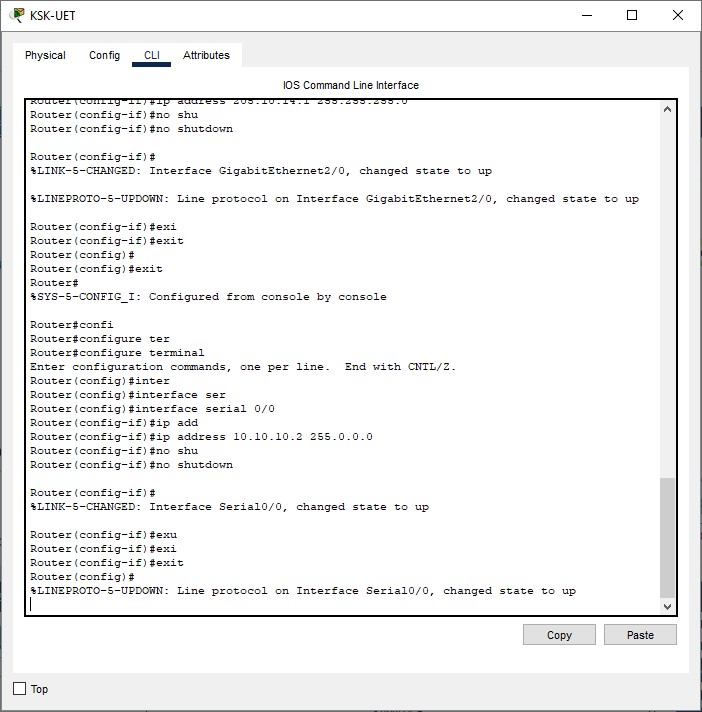 KSK-UET
Physical Config CLI Attributes
IOS Command Line Interface
Router(config-if)#ip address 205.10.14.1 255.255.255.0
Router(config-if)#no shu
Router(config-if)#no shutdown
Router(config-if)#
%LINK-5-CHANGED: Interface GigabitEthernet2/0, changed state to up
%LINEPROTO-5-UPDOWN: Line protocol on Interface GigabitEthernet2/0, changed state to up
Router(config-if)#exi
Router(config-if)#exit
Router(config)#
Router(config)#exit
Router#
%SYS-5-CONFIG_I: Configured from console by console
Router#confi
Router#configure ter
Router#configure terminal
Enter configuration commands, one per line.  End with CNTL/Z.
Router(config)#inter
Router(config)#interface ser
Router(config)#interface serial 0/0
Router(config-if)#ip add
Router(config-if)#ip address 10.10.10.2 255.0.0.0
Router(config-if)#no shu
Router(config-if)#no shutdown
Router(config-if)#
%LINK-5-CHANGED: Interface Serial0/0, changed state to up
Router(config-if)#exu
Router(config-if)#exi
Router(config-if)#exit
Router(config)#
%LINEPROTO-5-UPDOWN: Line protocol on Interface Serial0/0, changed state to up
Copy Paste
Top